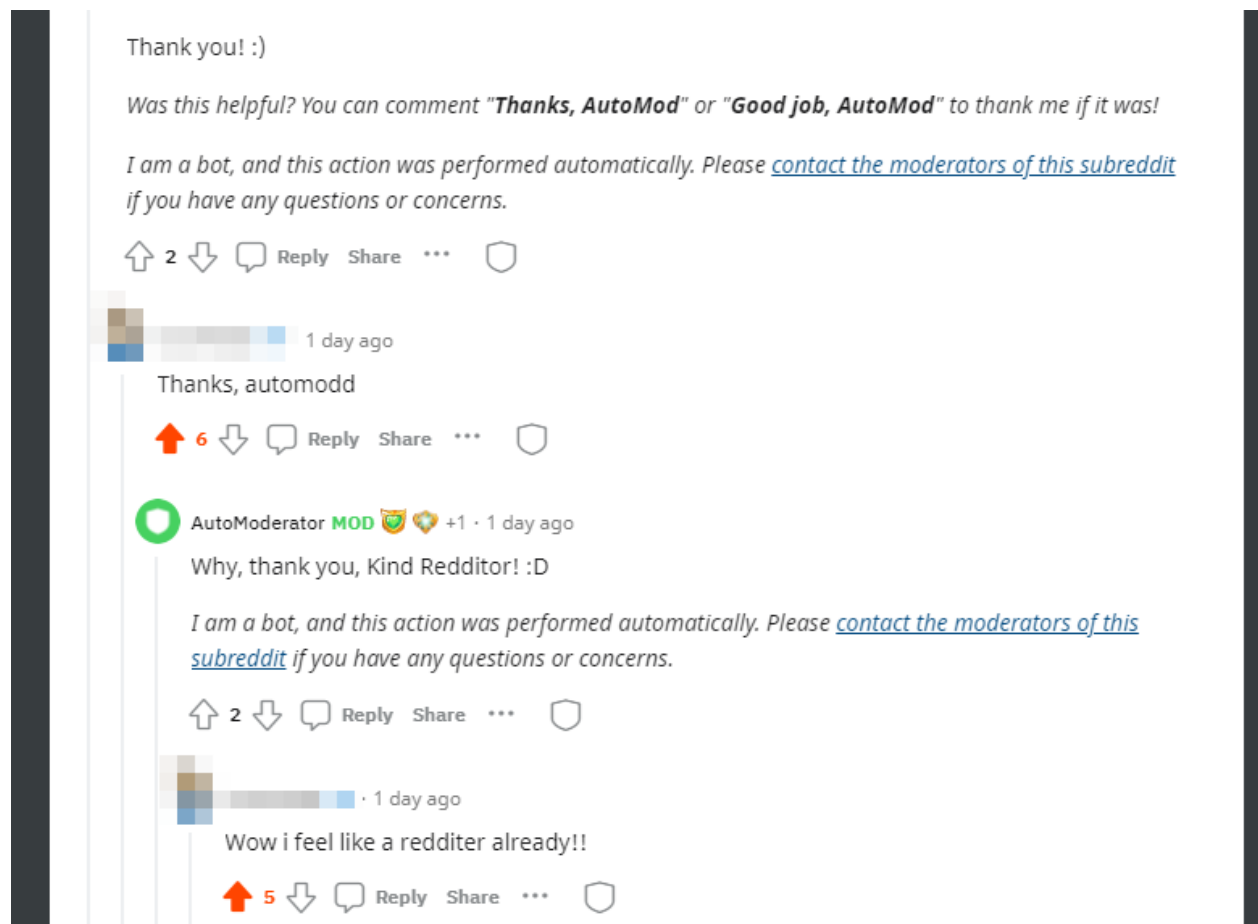 Thank you! :)
Was this helpful? You can comment "Thanks, AutoMod" or "Good job, AutoMod" to thank me if it was!
I am a bot, and this action was performed automatically. Please contact the moderators of this subreddit
if you have any questions or concerns.
2 Reply Share ···
1 day ago
Thanks, automodd
6 Reply Share ···
AutoModerator MOD +1 · 1 day ago
Why, thank you, Kind Redditor! :D
I am a bot, and this action was performed automatically. Please contact the moderators of this
subreddit if you have any questions or concerns.
2 Reply Share ···
· 1 day ago
Wow i feel like a redditer already!!
5 Reply Share ···